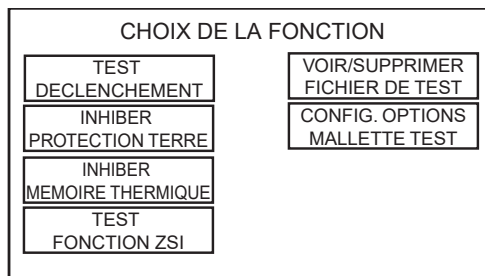 CHOIX DE LA FONCTION
TEST
DECLENCHEMENT
INHIBER
PROTECTION TERRE
INHIBER
MEMOIRE THERMIQUE
TEST
FONCTION ZSI
VOIR/SUPPRIMER
FICHIER DE TEST
CONFIG. OPTIONS
MALLETTE TEST